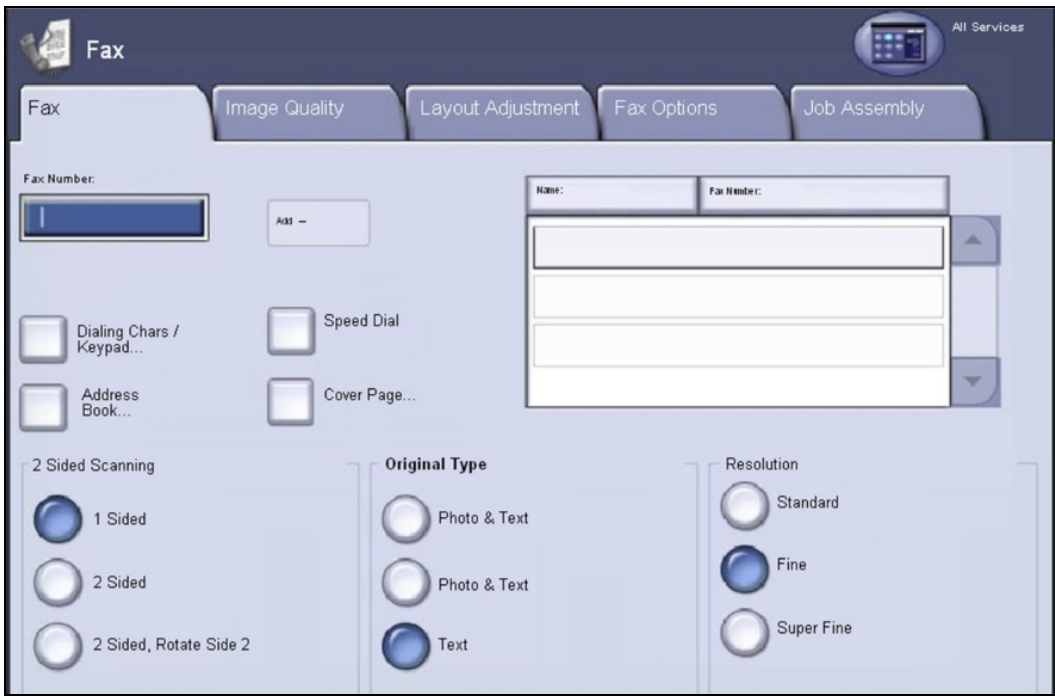 Fax
All Services
Fax
Image Quality
Layout Adjustment
Fax Options
Job Assembly
Fax Number:
Add –
Name:
Fax Number:
Dialing Chars /
Keypad...
Speed Dial
Address
Book...
Cover Page...
2 Sided Scanning
1 Sided
2 Sided
2 Sided, Rotate Side 2
Original Type
Photo & Text
Photo & Text
Text
Resolution
Standard
Fine
Super Fine